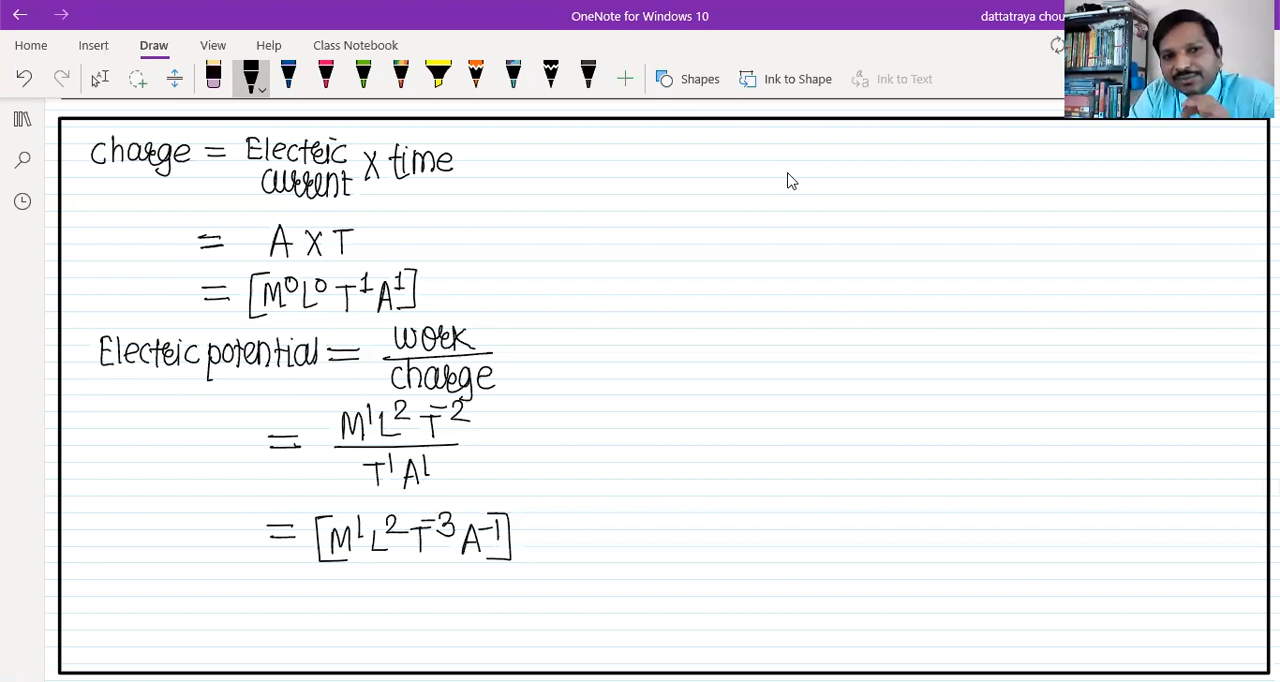 OneNote for Windows 10
dattatraya chou
Home Insert Draw View Help Class Notebook
Shapes Ink to Shape Ink to Text
charge = Electric current X time
= A X T
= [M⁰L⁰T¹A¹]
Electric potential = work / charge
= M¹L²T⁻² / T¹A¹
= [M¹L²T⁻³A⁻¹]